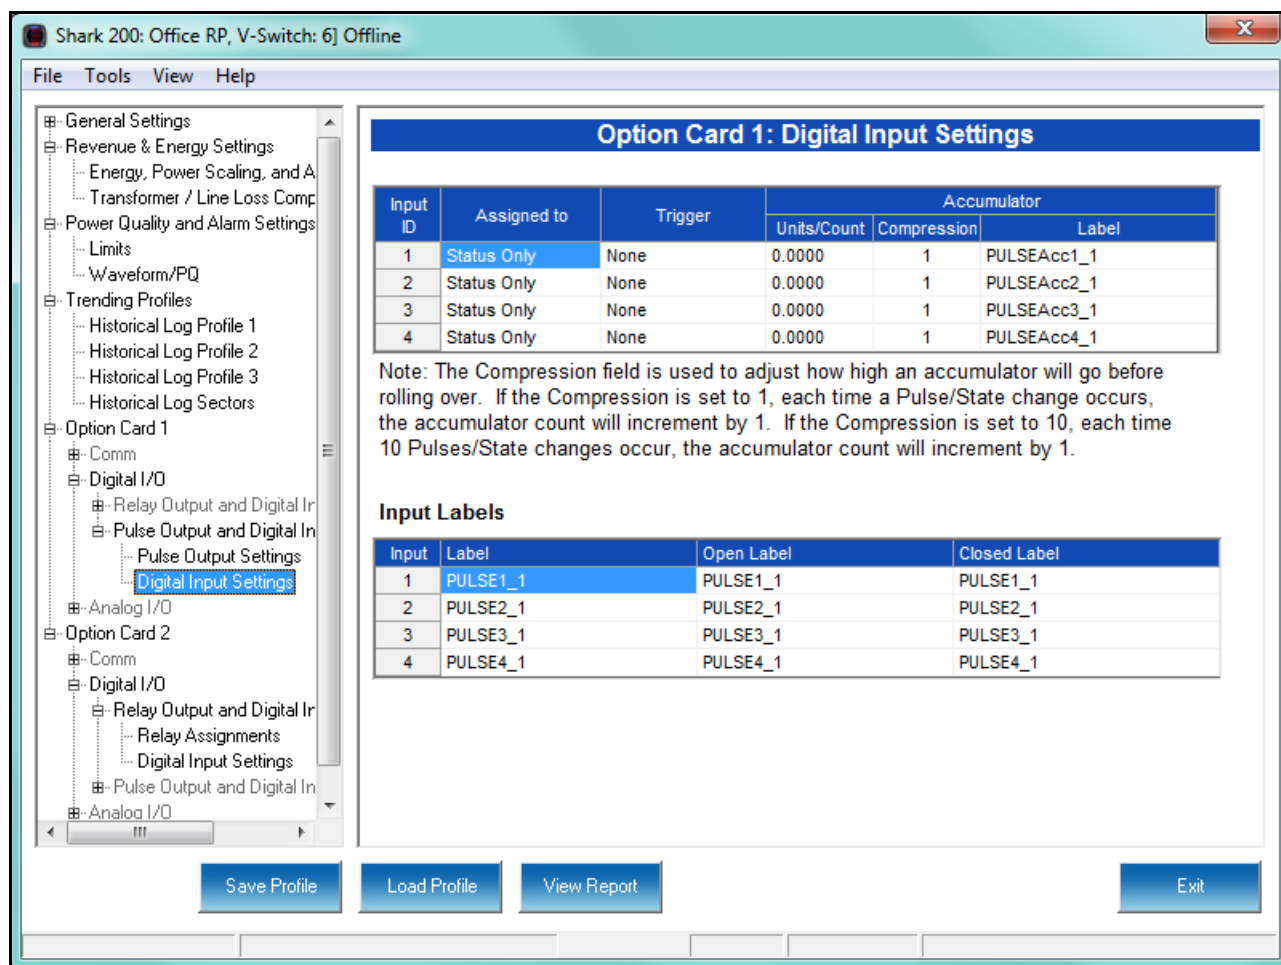 Shark 200: Office RP, V-Switch: 6] Offline
File Tools View Help
General Settings
Revenue & Energy Settings
Energy, Power Scaling, and A
Transformer / Line Loss Comp
Power Quality and Alarm Settings
Limits
Waveform/PQ
Trending Profiles
Historical Log Profile 1
Historical Log Profile 2
Historical Log Profile 3
Historical Log Sectors
Option Card 1
Comm
Digital I/O
Relay Output and Digital In
Pulse Output and Digital In
Pulse Output Settings
Digital Input Settings
Analog I/O
Option Card 2
Comm
Digital I/O
Relay Output and Digital In
Relay Assignments
Digital Input Settings
Pulse Output and Digital In
Analog I/O
Option Card 1: Digital Input Settings
Input ID Assigned to Trigger Accumulator
Units/Count Compression Label
1 Status Only None 0.0000 1 PULSEAcc1_1
2 Status Only None 0.0000 1 PULSEAcc2_1
3 Status Only None 0.0000 1 PULSEAcc3_1
4 Status Only None 0.0000 1 PULSEAcc4_1
Note: The Compression field is used to adjust how high an accumulator will go before
rolling over. If the Compression is set to 1, each time a Pulse/State change occurs,
the accumulator count will increment by 1. If the Compression is set to 10, each time
10 Pulses/State changes occur, the accumulator count will increment by 1.
Input Labels
Input Label Open Label Closed Label
1 PULSE1_1 PULSE1_1 PULSE1_1
2 PULSE2_1 PULSE2_1 PULSE2_1
3 PULSE3_1 PULSE3_1 PULSE3_1
4 PULSE4_1 PULSE4_1 PULSE4_1
Save Profile Load Profile View Report Exit